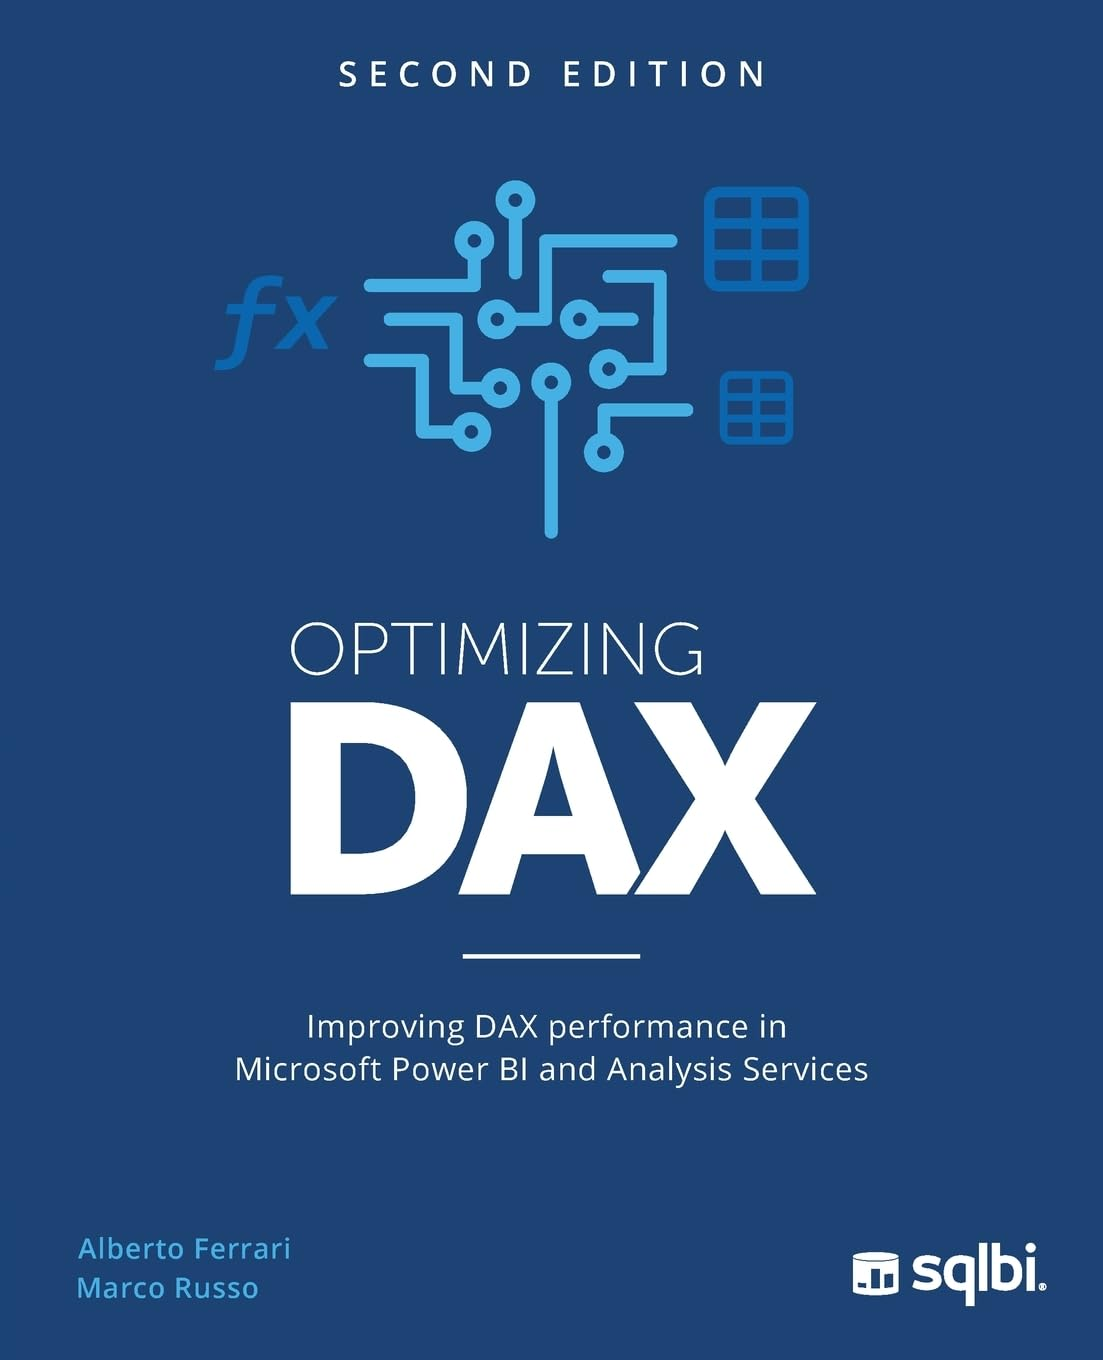 SECOND EDITION
fx
OPTIMIZING
DAX
Improving DAX performance in
Microsoft Power BI and Analysis Services
Alberto Ferrari
Marco Russo
sqlbi.®